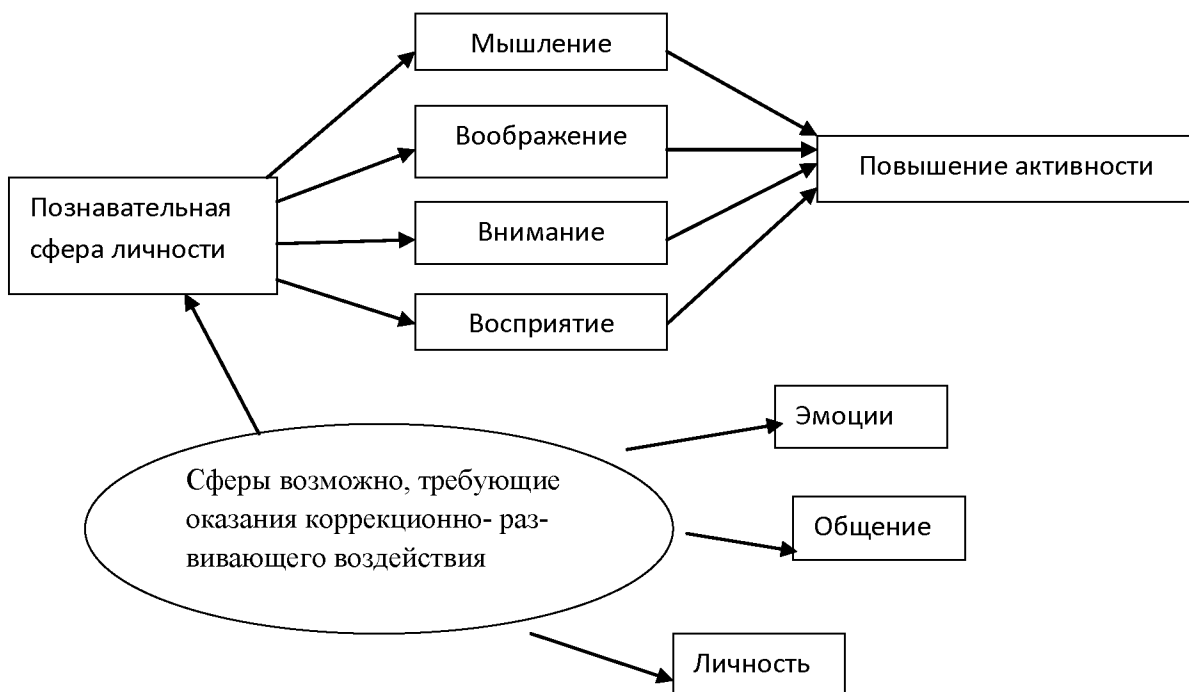 Мышление
Воображение
Повышение активности
Познавательная
сфера личности
Внимание
Восприятие
Эмоции
Сферы возможно, требующие
оказания коррекционно- раз-
вивающего воздействия
Общение
Личность